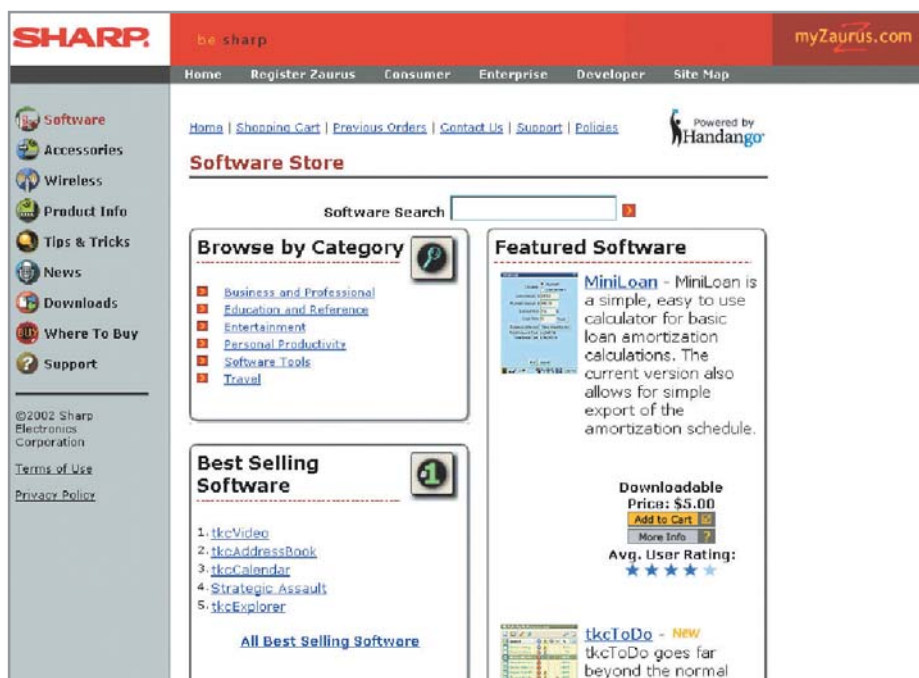 SHARP
be sharp
myZaurus.com
Home Register Zaurus Consumer Enterprise Developer Site Map
Software
Accessories
Wireless
Product Info
Tips & Tricks
News
Downloads
Where To Buy
Support
©2002 Sharp
Electronics
Corporation
Terms of Use
Privacy Policy
Home | Shopping Cart | Previous Orders | Contact Us | Support | Policies
Powered by
Handango
Software Store
Software Search
Browse by Category
Business and Professional
Education and Reference
Entertainment
Personal Productivity
Software Tools
Travel
Best Selling
Software
1. tkcVideo
2. tkcAddressBook
3. tkcCalendar
4. Strategic Assault
5. tkcExplorer
All Best Selling Software
Featured Software
MiniLoan - MiniLoan is
a simple, easy to use
calculator for basic
loan amortization
calculations. The
current version also
allows for simple
export of the
amortization schedule.
Downloadable
Price: $5.00
Add to Cart
More Info ?
Avg. User Rating:
tkcToDo - New
tkcToDo goes far
beyond the normal